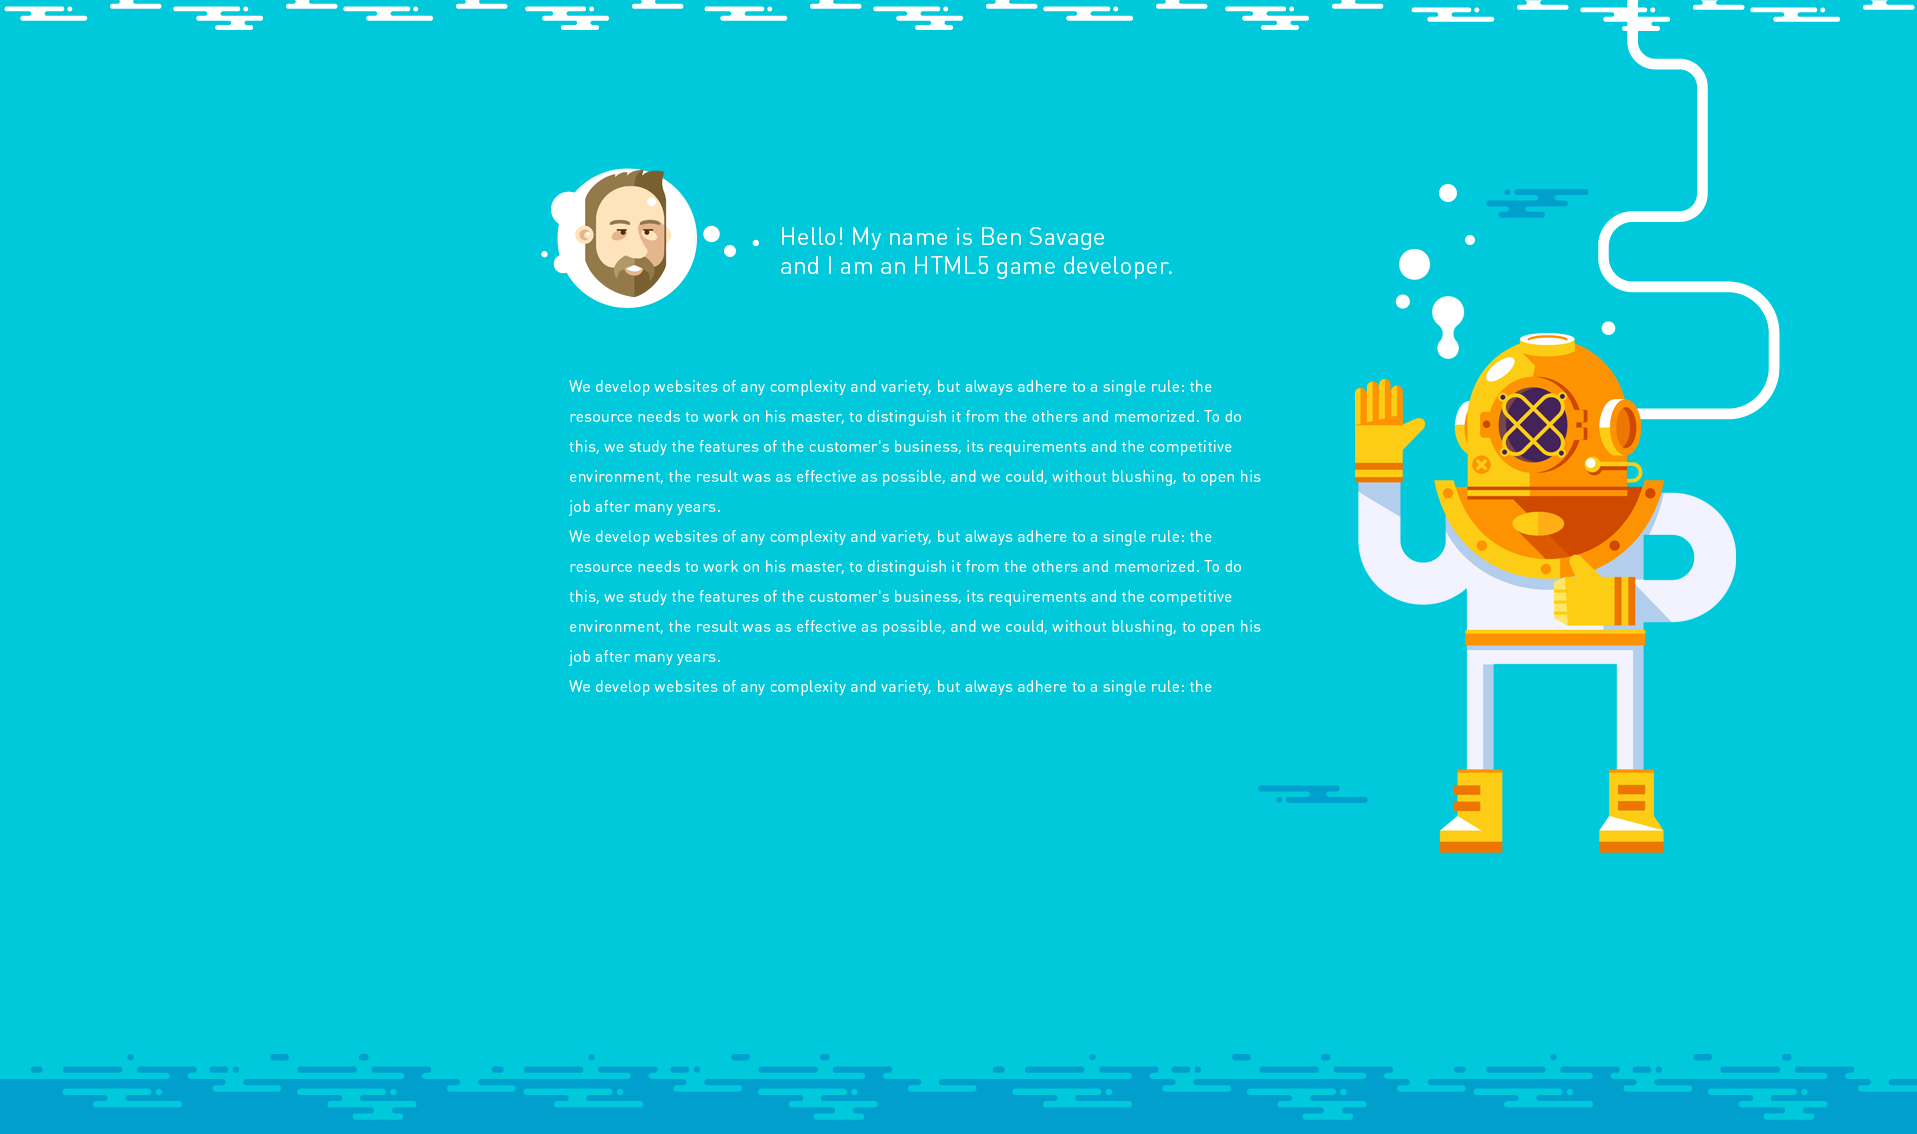 Hello! My name is Ben Savage
and I am an HTML5 game developer.
We develop websites of any complexity and variety, but always adhere to a single rule: the
resource needs to work on his master, to distinguish it from the others and memorized. To do
this, we study the features of the customer's business, its requirements and the competitive
environment, the result was as effective as possible, and we could, without blushing, to open his
job after many years.
We develop websites of any complexity and variety, but always adhere to a single rule: the
resource needs to work on his master, to distinguish it from the others and memorized. To do
this, we study the features of the customer's business, its requirements and the competitive
environment, the result was as effective as possible, and we could, without blushing, to open his
job after many years.
We develop websites of any complexity and variety, but always adhere to a single rule: the